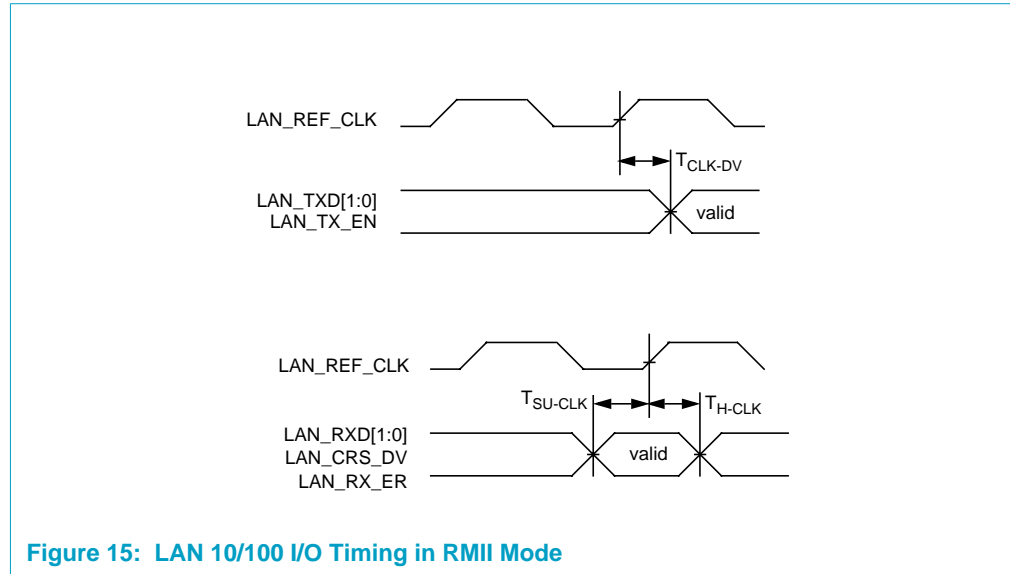 LAN_REF_CLK
TCLK-DV
LAN_TXD[1:0]
LAN_TX_EN
valid
LAN_REF_CLK
TSU-CLK
TH-CLK
LAN_RXD[1:0]
LAN_CRS_DV
LAN_RX_ER
valid
Figure 15: LAN 10/100 I/O Timing in RMII Mode